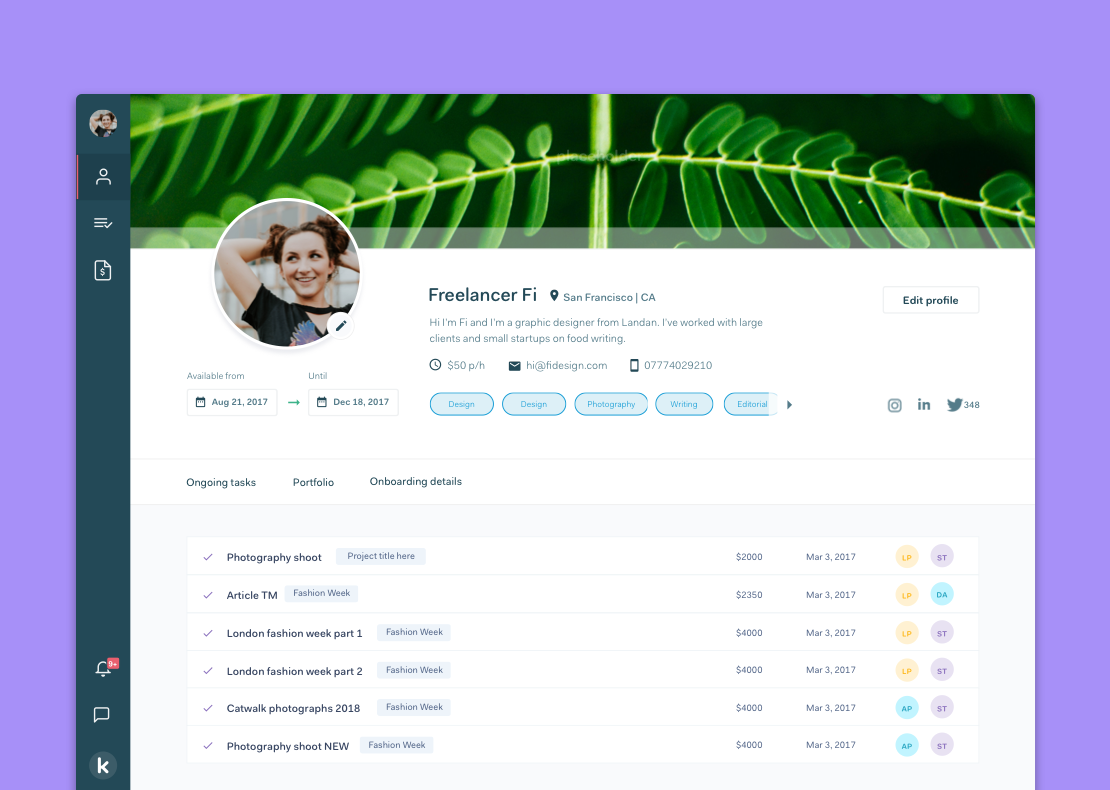 placeholder
Freelancer Fi
San Francisco | CA
Edit profile
Hi I'm Fi and I'm a graphic designer from Landan. I've worked with large
clients and small startups on food writing.
$50 p/h
hi@fidesign.com
07774029210
Available from
Until
Aug 21, 2017
Dec 18, 2017
Design
Design
Photography
Writing
Editorial
in
348
Ongoing tasks
Portfolio
Onboarding details
Photography shoot
Project title here
$2000
Mar 3, 2017
LP
ST
Article TM
Fashion Week
$2350
Mar 3, 2017
LP
DA
London fashion week part 1
Fashion Week
$4000
Mar 3, 2017
LP
ST
London fashion week part 2
Fashion Week
$4000
Mar 3, 2017
LP
ST
Catwalk photographs 2018
Fashion Week
$4000
Mar 3, 2017
AP
ST
Photography shoot NEW
Fashion Week
$4000
Mar 3, 2017
AP
ST
$
9+
k